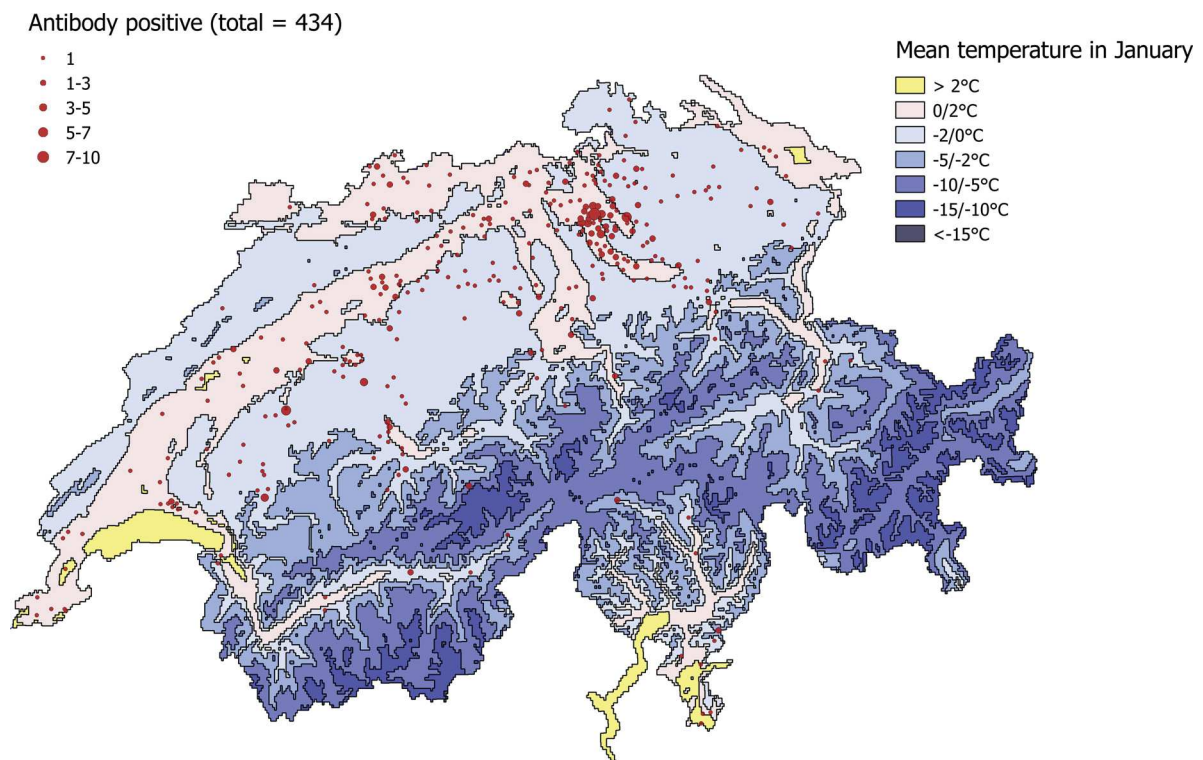 Antibody positive (total = 434)
1
1-3
3-5
5-7
7-10
Mean temperature in January
> 2°C
0/2°C
-2/0°C
-5/-2°C
-10/-5°C
-15/-10°C
<-15°C